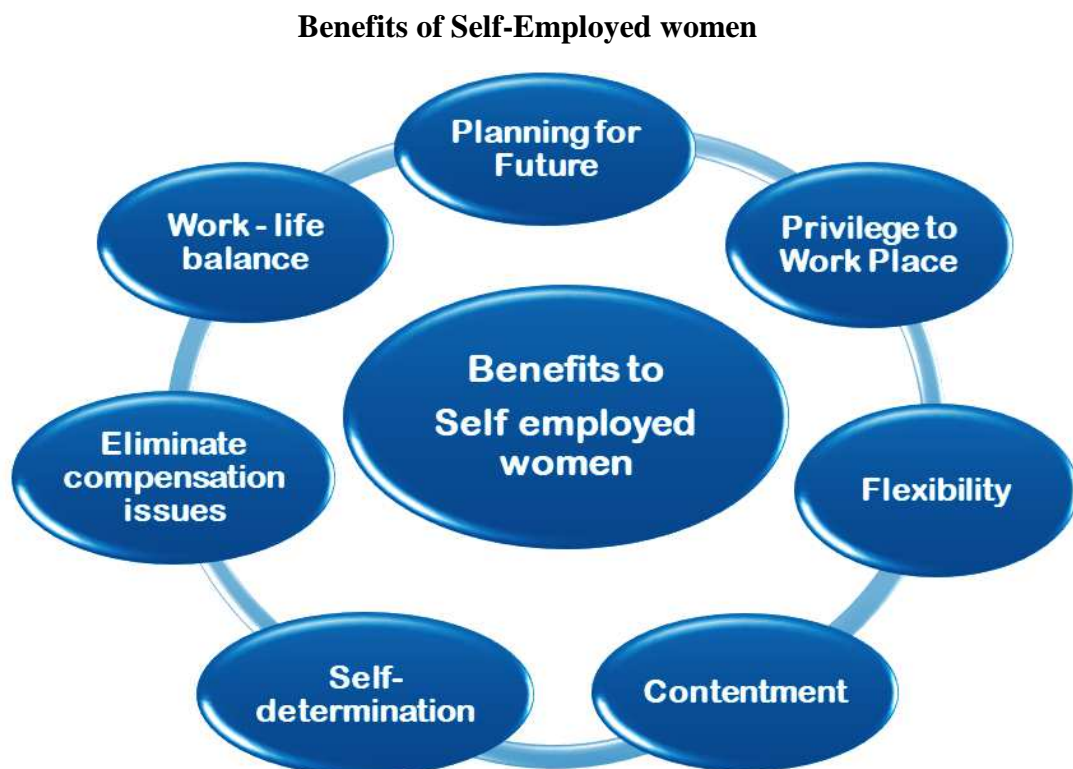 Benefits of Self-Employed women
Planning for
Future
Privilege to
Work Place
Flexibility
Contentment
Self-
determination
Eliminate
compensation
issues
Work - life
balance
Benefits to
Self employed
women